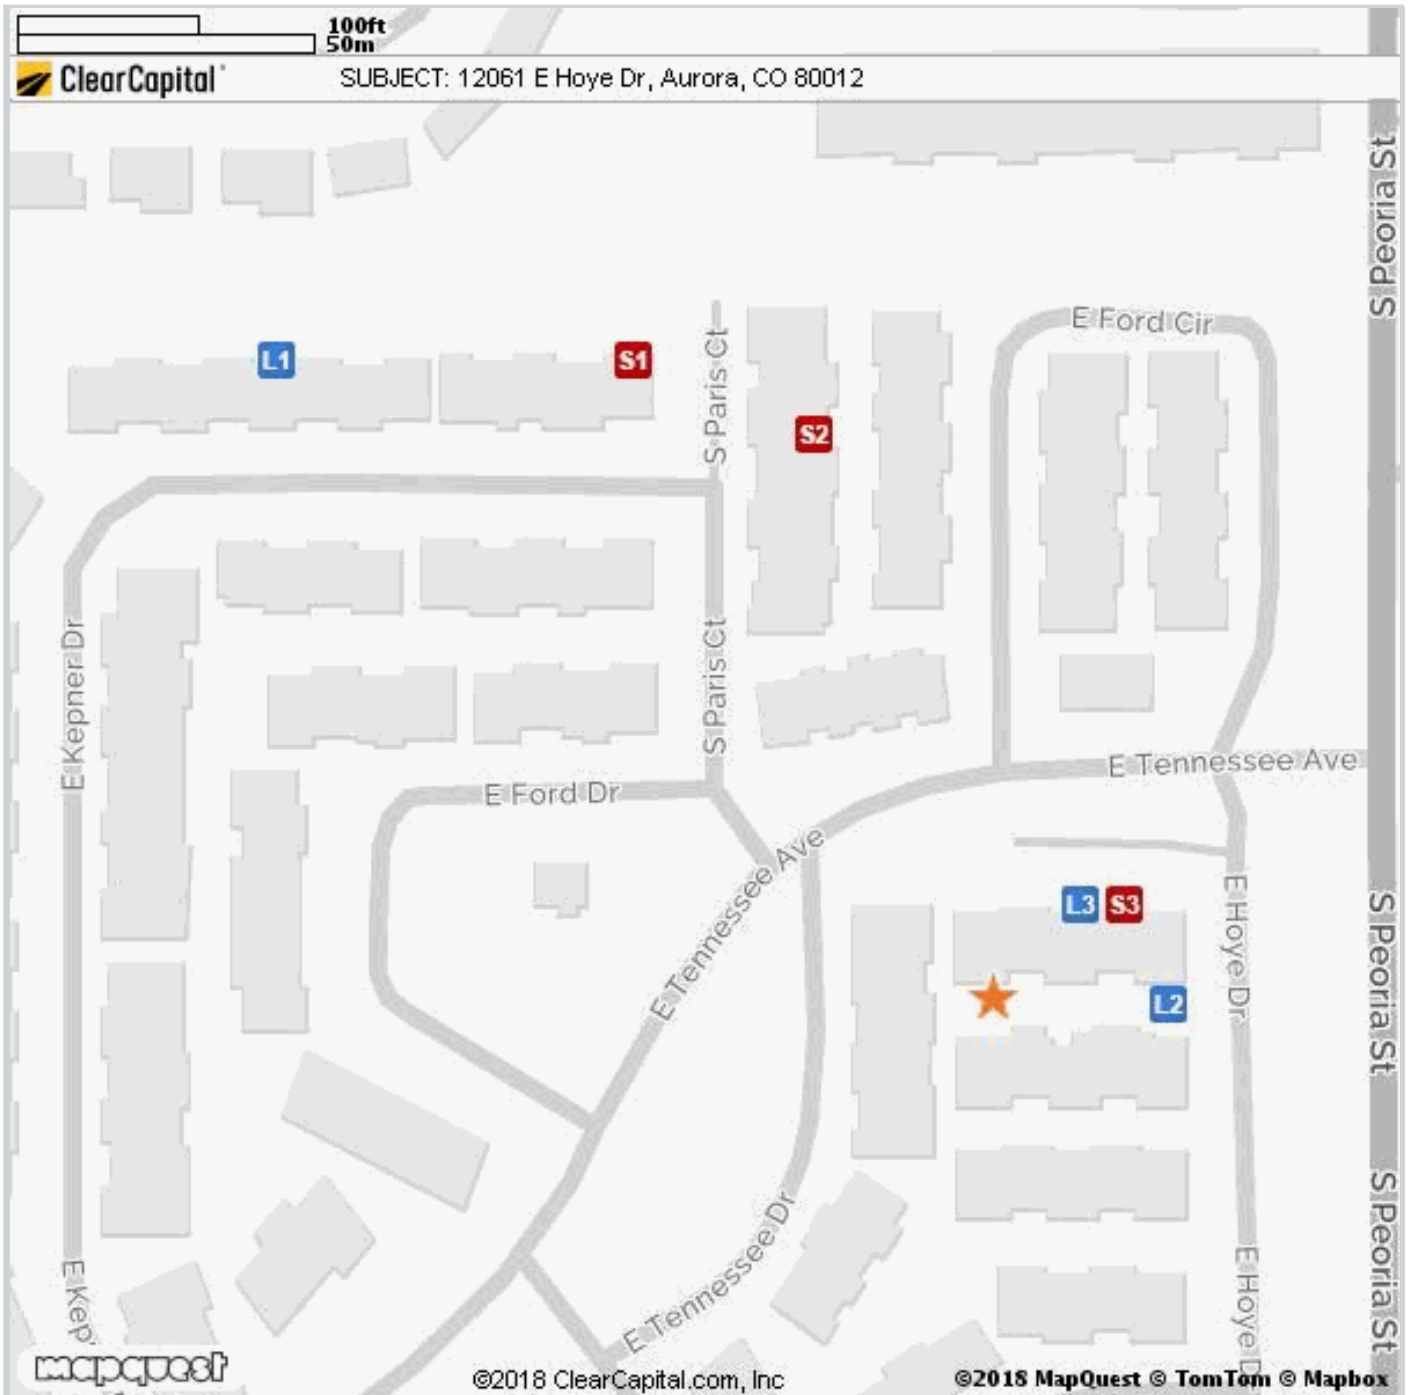 100ft
50m
ClearCapital
SUBJECT: 12061 E Hoye Dr, Aurora, CO 80012
S Peoria St
E Ford Cir
L1
S1
S Paris Ct
S2
E Kepner Dr
S Paris Ct
E Tennessee Ave
E Ford Dr
E Tennessee Ave
L3 S3
E Hoye Dr
S Peoria St
L2
E Tennessee Dr
S Peoria St
E Hoye D
E Kep
mapquest
©2018 ClearCapital.com, Inc
©2018 MapQuest © TomTom © Mapbox